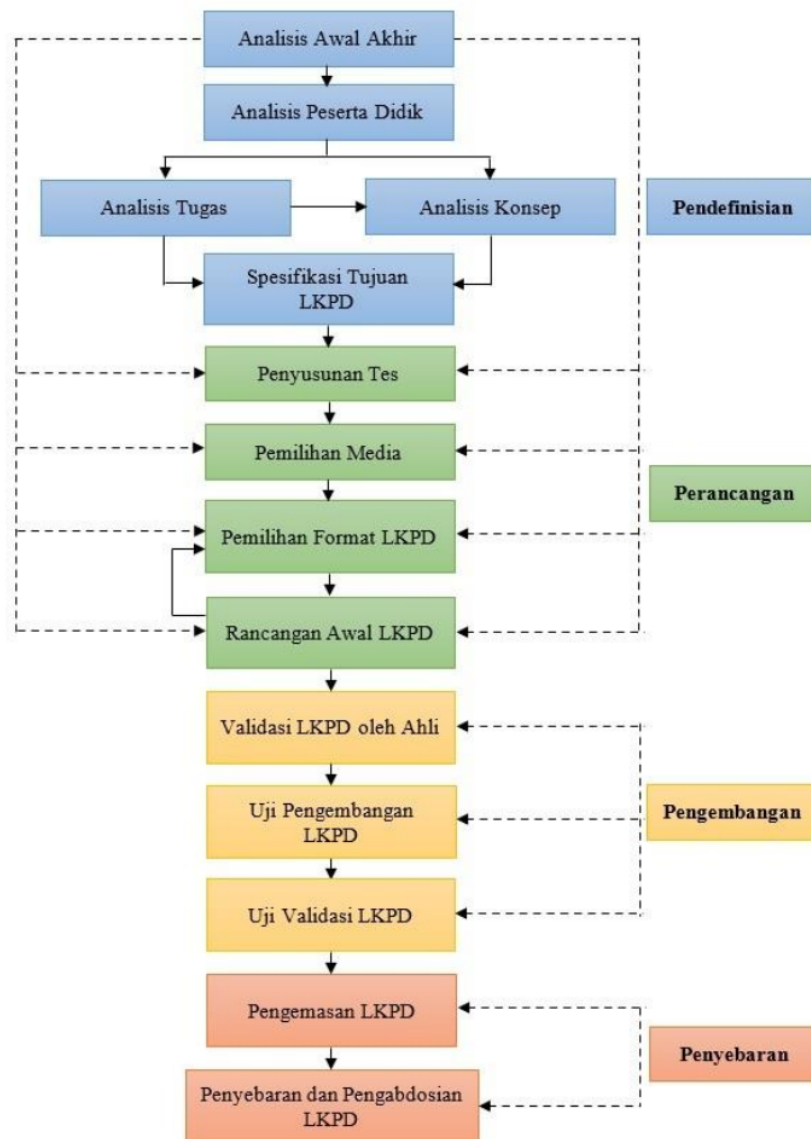 Analisis Awal Akhir
Analisis Peserta Didik
Analisis Tugas
Analisis Konsep
Pendefinisian
Spesifikasi Tujuan
LKPD
Penyusunan Tes
Pemilihan Media
Perancangan
Pemilihan Format LKPD
Rancangan Awal LKPD
Validasi LKPD oleh Ahli
Uji Pengembangan
LKPD
Pengembangan
Uji Validasi LKPD
Pengemasan LKPD
Penyebaran
Penyebaran dan Pengabdosian
LKPD